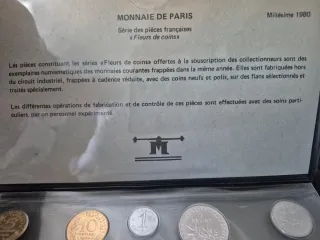 MONNAIE DE PARIS
Millésime 1980
Série des pièces françaises
«Fleurs de coins»
Les pièces constituant les séries «Fleurs de coins» offertes à la souscription des collectionneurs sont des
exemplaires numismatiques des monnaies courantes frappées dans la même année. Elles sont fabriquées hors
du circuit industriel, frappées à cadence réduite, avec des coins neufs et polis, sur des flans sélectionnés et
traités spécialement.
Les différentes opérations de fabrication et de contrôle de ces pièces sont effectuées avec des soins parti-
culiers, par un personnel expérimenté.
M
10
1